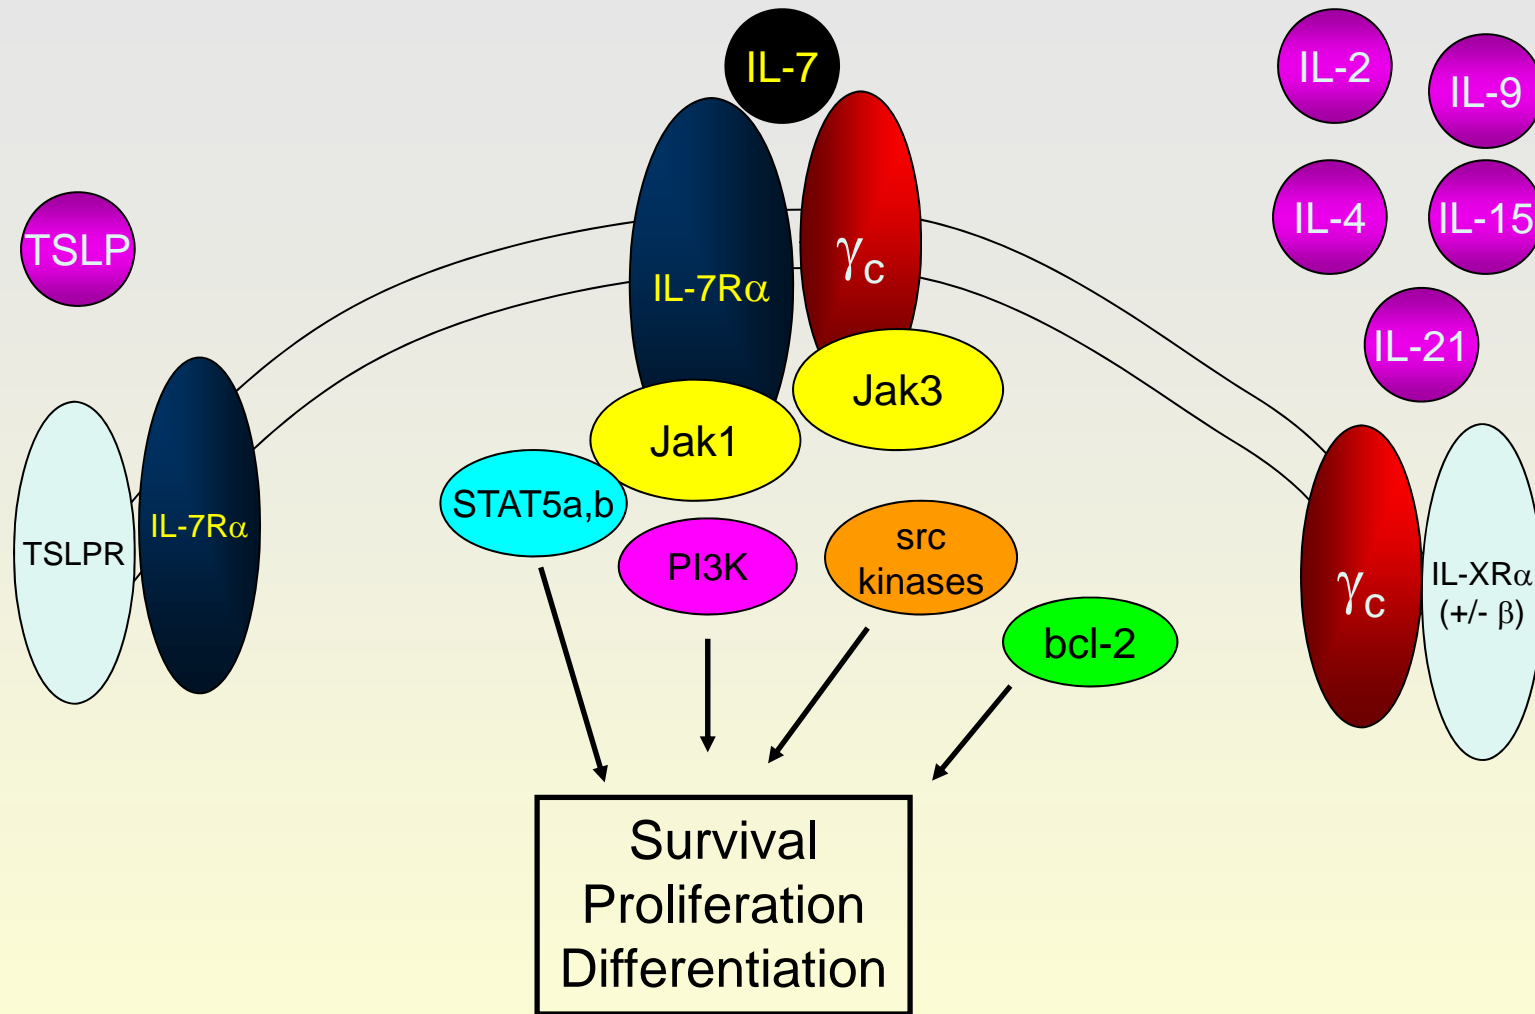 IL-7
IL-2
IL-9
TSLP
IL-4
IL-15
IL-7Rα
γc
IL-21
Jak3
Jak1
STAT5a,b
TSLPR
IL-7Rα
PI3K
src
kinases
bcl-2
γc
IL-XRα
(+/- β)
Survival
Proliferation
Differentiation